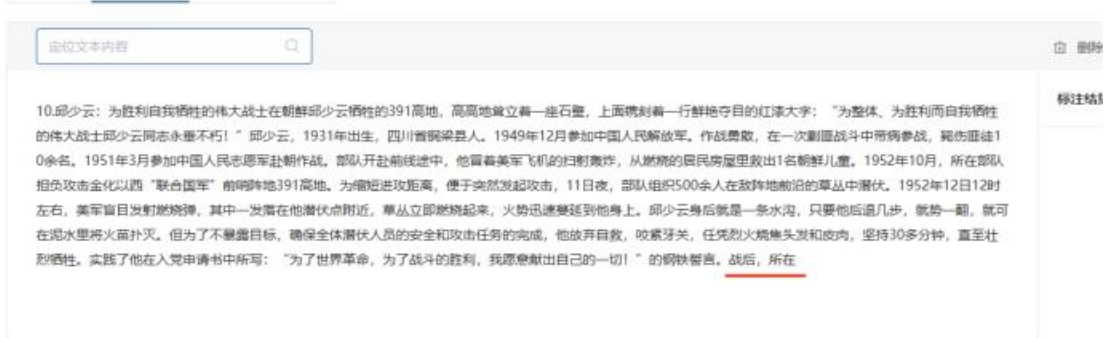 定位文本内容
删除
标注结果
10.邱少云：为胜利自我牺牲的伟大战士在朝鲜邱少云牺牲的391高地，高高地耸立着一座石壁，上面镌刻着一行鲜艳夺目的红漆大字：“为整体、为胜利而自我牺牲
的伟大战士邱少云同志永垂不朽！”邱少云，1931年出生，四川省铜梁县人。1949年12月参加中国人民解放军。作战勇敢，在一次剿匪战斗中带病参战，毙伤匪徒1
0余名。1951年3月参加中国人民志愿军赴朝作战。部队开赴前线途中，他冒着美军飞机的扫射轰炸，从燃烧的居民房屋里救出1名朝鲜儿童。1952年10月，所在部队
担负攻击金化以西“联合国军”前哨阵地391高地。为缩短进攻距离，便于突然发起攻击，11日夜，部队组织500余人在敌阵地前沿的草丛中潜伏。1952年12日12时
左右，美军盲目发射燃烧弹，其中一发落在他潜伏点附近，草丛立即燃烧起来，火势迅速蔓延到他身上。邱少云身后就是一条水沟，只要他后退几步，就势一翻，就可
在泥水里将火苗扑灭。但为了不暴露目标，确保全体潜伏人员的安全和攻击任务的完成，他放弃自救，咬紧牙关，任凭烈火烧焦头发和皮肉，坚持30多分钟，直至壮
烈牺牲。实践了他在入党申请书中所写：“为了世界革命，为了战斗的胜利，我愿意献出自己的一切！”的钢铁誓言。战后，所在